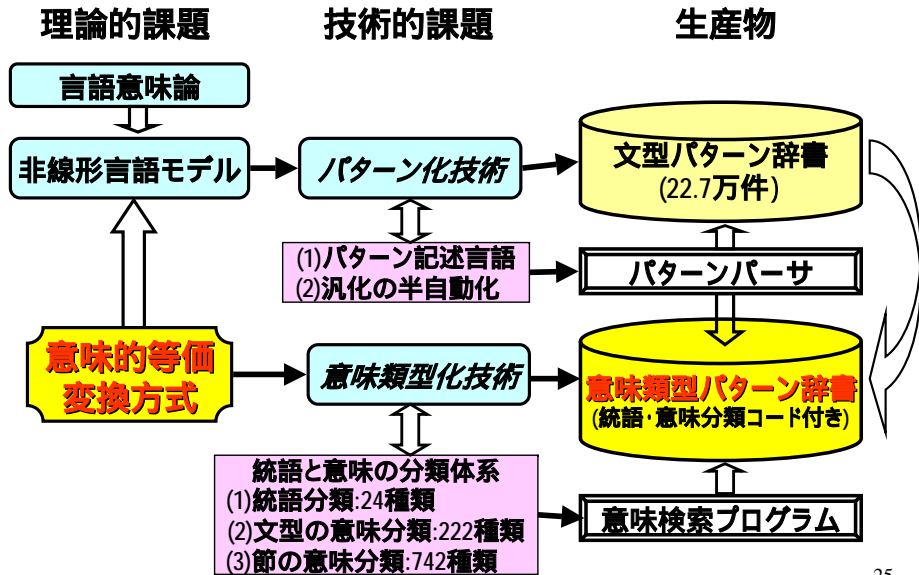 理論的課題
技術的課題
生産物
言語意味論
非線形言語モデル
パターン化技術
文型パターン辞書
(22.7万件)
(1)パターン記述言語
(2)汎化の半自動化
パターンパーサ
意味的等価
変換方式
意味類型化技術
意味類型パターン辞書
(統語・意味分類コード付き)
統語と意味の分類体系
(1)統語分類:24種類
(2)文型の意味分類:222種類
(3)節の意味分類:742種類
意味検索プログラム
25